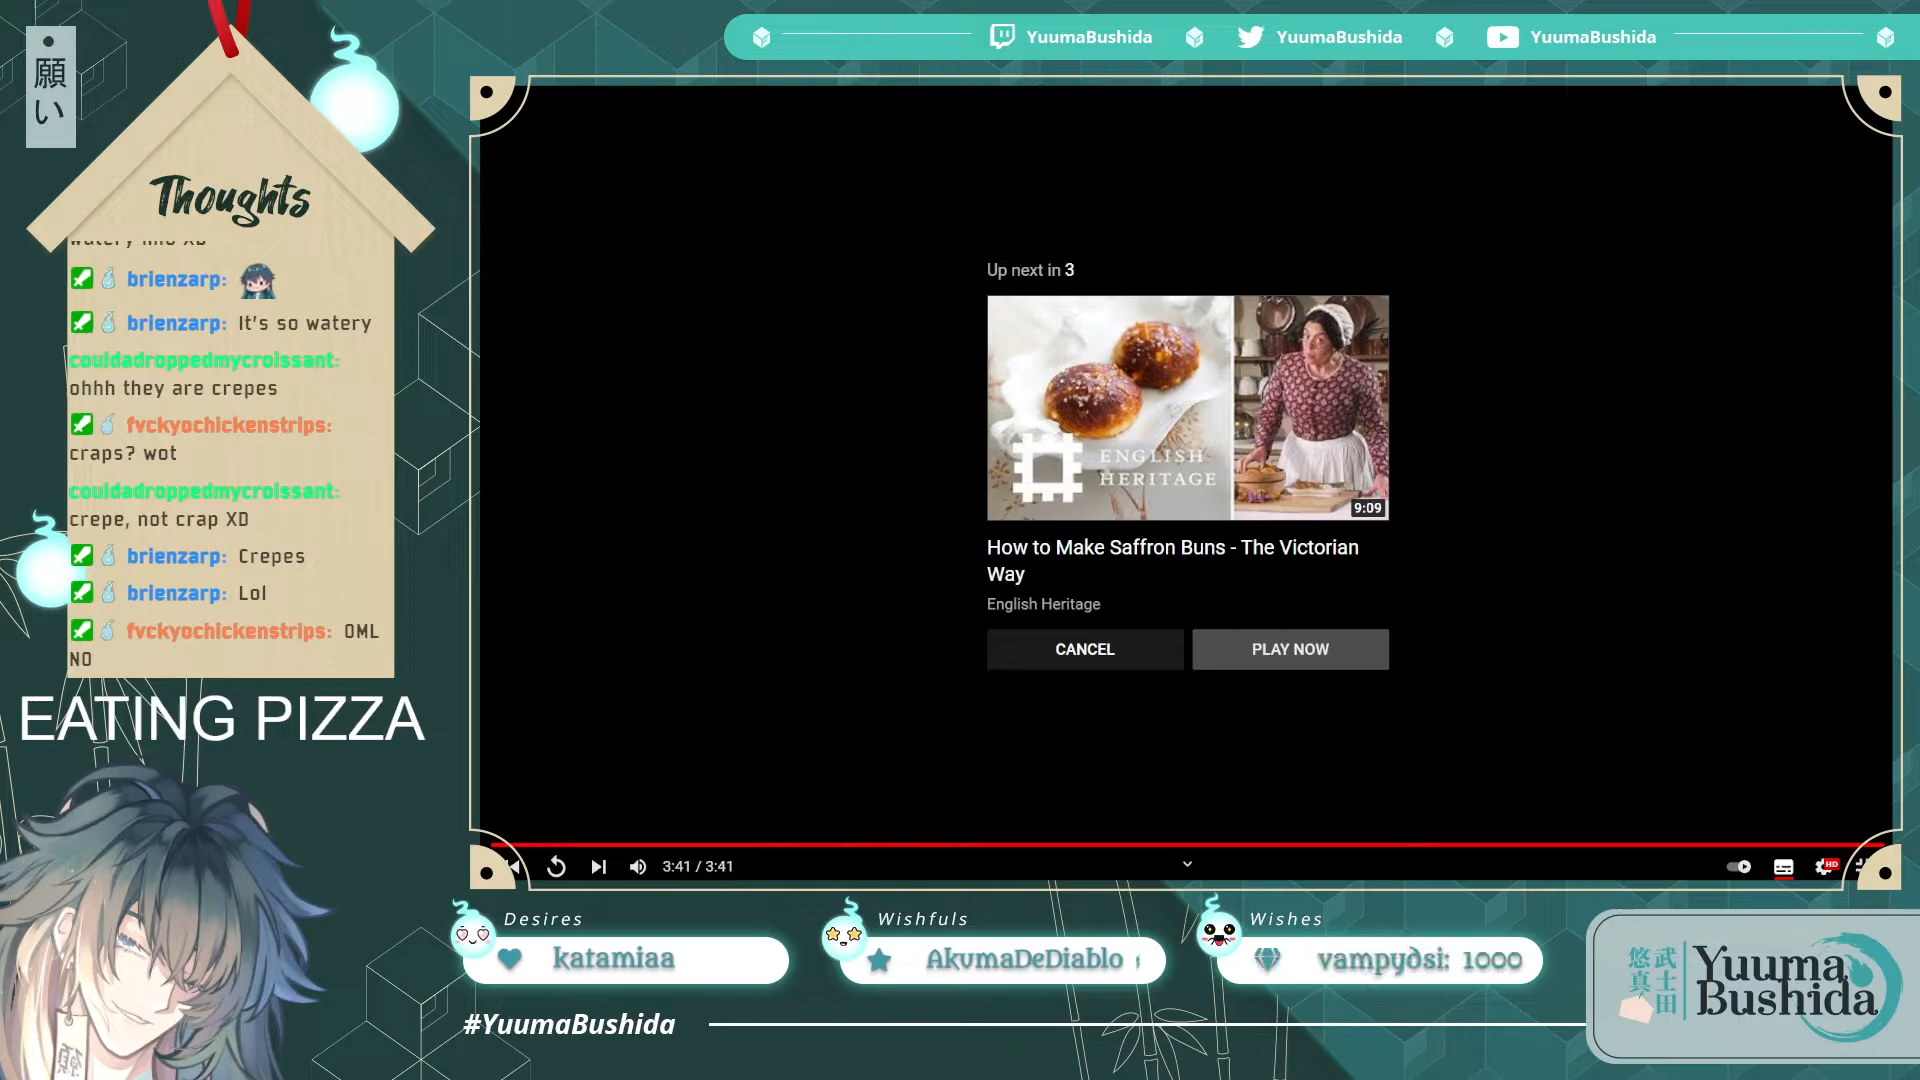 願い
YuumaBushida
YuumaBushida
YuumaBushida
Thoughts
brienzarp:
brienzarp: It's so watery
couldadroppedmycroissant:
ohhh they are crepes
fvckyochickenstrips:
craps? wot
couldadroppedmycroissant:
crepe, not crap XD
brienzarp: Crepes
brienzarp: Lol
fvckyochickenstrips: OML
NO
EATING PIZZA
Up next in 3
ENGLISH
HERITAGE
9:09
How to Make Saffron Buns - The Victorian
Way
English Heritage
CANCEL
PLAY NOW
3:41 / 3:41
HD
Desires
katamiaa
Wishfuls
AkumaDeDiablo
Wishes
vampydsi: 1000
#YuumaBushida
悠真
武士田
Yuuma
Bushida